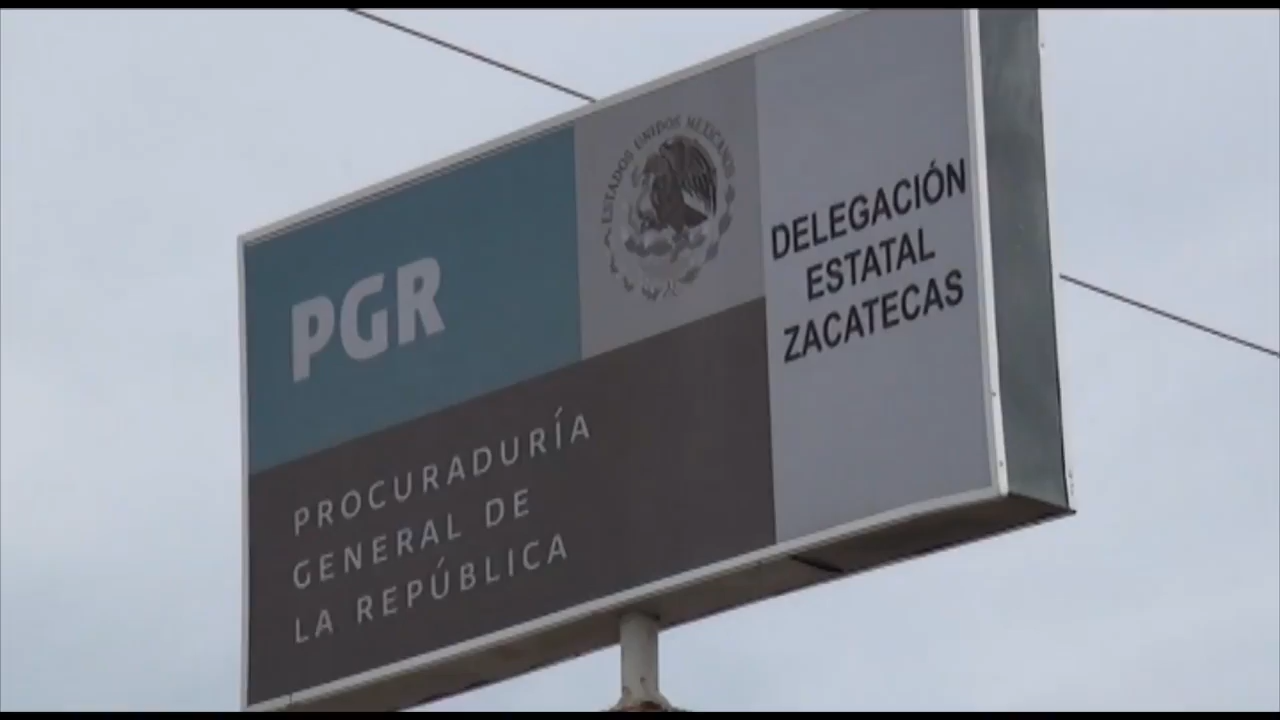 PGR
PROCURADURÍA
GENERAL DE
LA REPÚBLICA
ESTADOS UNIDOS MEXICANOS
DELEGACIÓN
ESTATAL
ZACATECAS